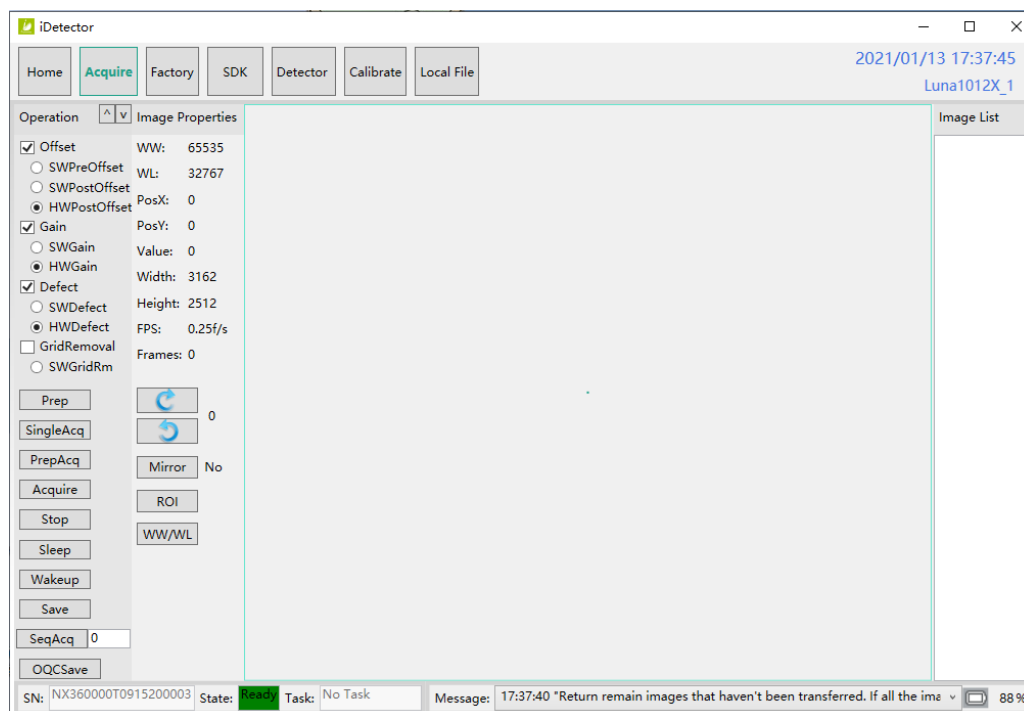 iDetector
Home Acquire Factory SDK Detector Calibrate Local File
2021/01/13 17:37:45
Luna1012X_1
Operation ^ v
Offset
SWPreOffset
SWPostOffset
HWPostOffset
Gain
SWGain
HWGain
Defect
SWDefect
HWDefect
GridRemoval
SWGridRm
Prep
SingleAcq
PrepAcq
Acquire
Stop
Sleep
Wakeup
Save
SeqAcq 0
OQCSave
Image Properties
WW: 65535
WL: 32767
PosX: 0
PosY: 0
Value: 0
Width: 3162
Height: 2512
FPS: 0.25f/s
Frames: 0
0
Mirror No
ROI
WW/WL
Image List
SN: NX360000T0915200003 State: Ready Task: No Task Message: 17:37:40 "Return remain images that haven't been transferred. If all the ima 88%